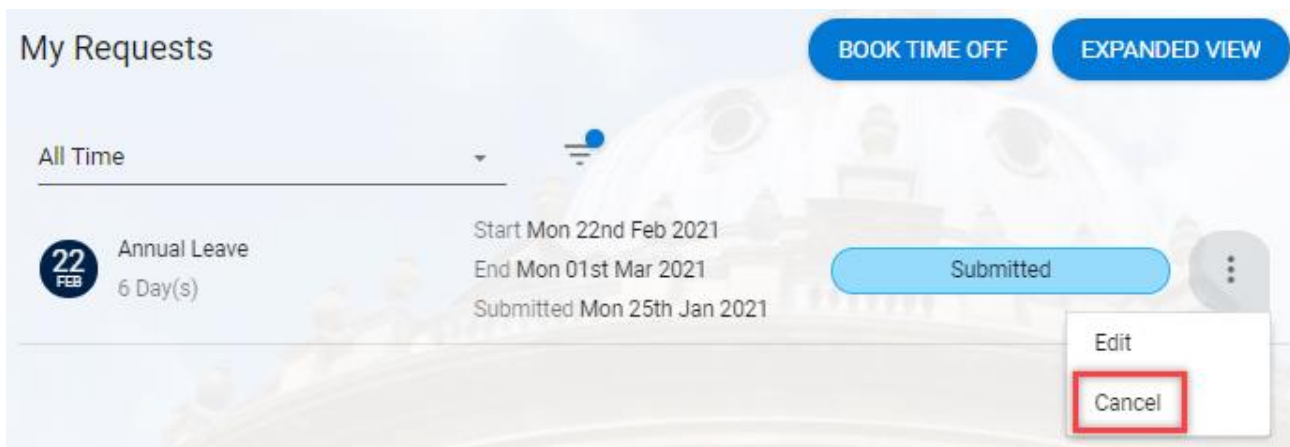 My Requests
BOOK TIME OFF
EXPANDED VIEW
All Time
22
FEB
Annual Leave
6 Day(s)
Start Mon 22nd Feb 2021
End Mon 01st Mar 2021
Submitted Mon 25th Jan 2021
Submitted
Edit
Cancel